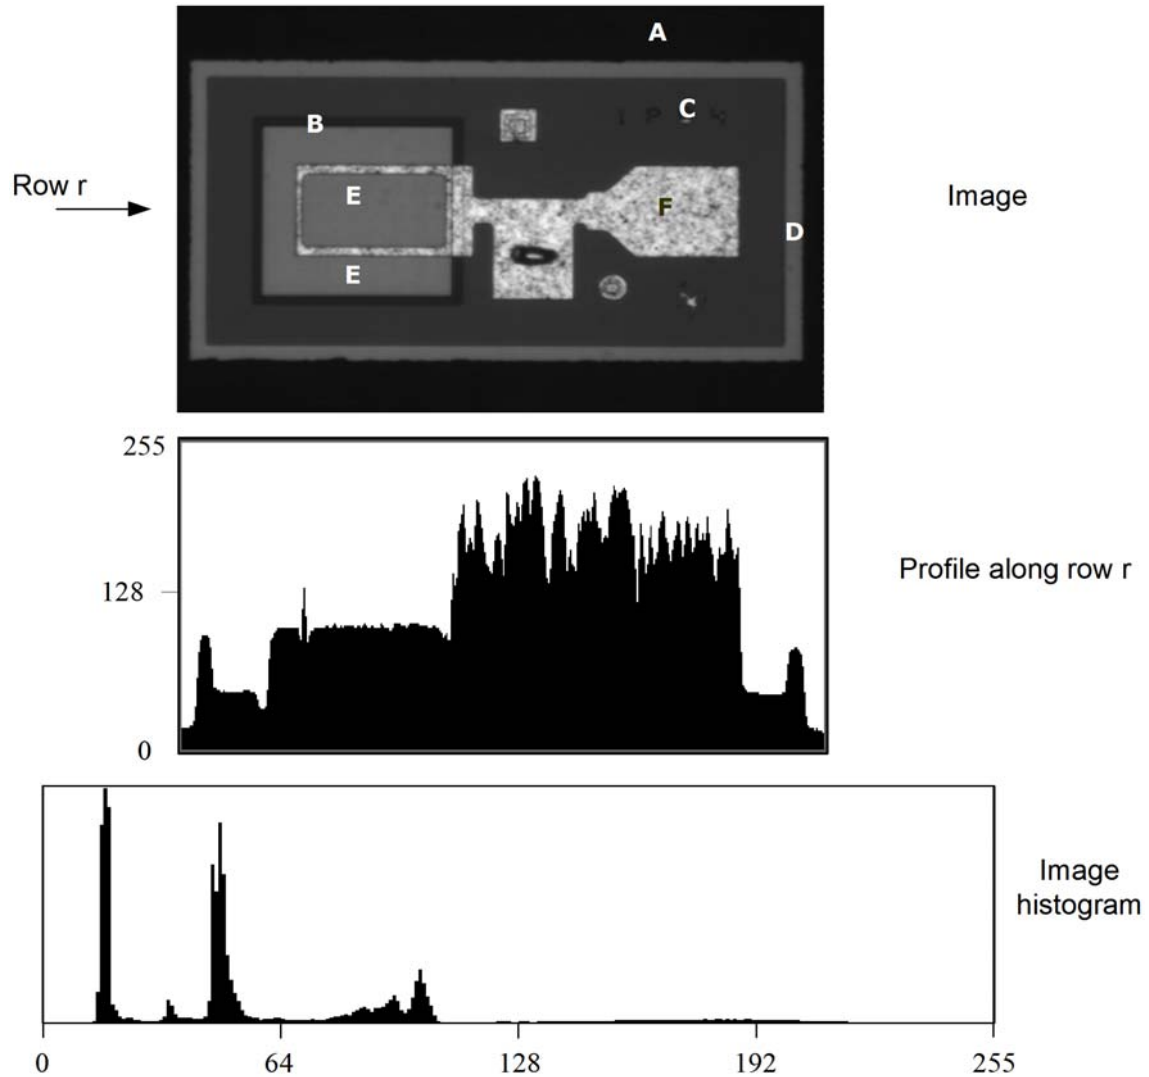 A
C
B
Row r
E
F
Image
D
E
255
128
Profile along row r
0
Image
histogram
0
64
128
192
255